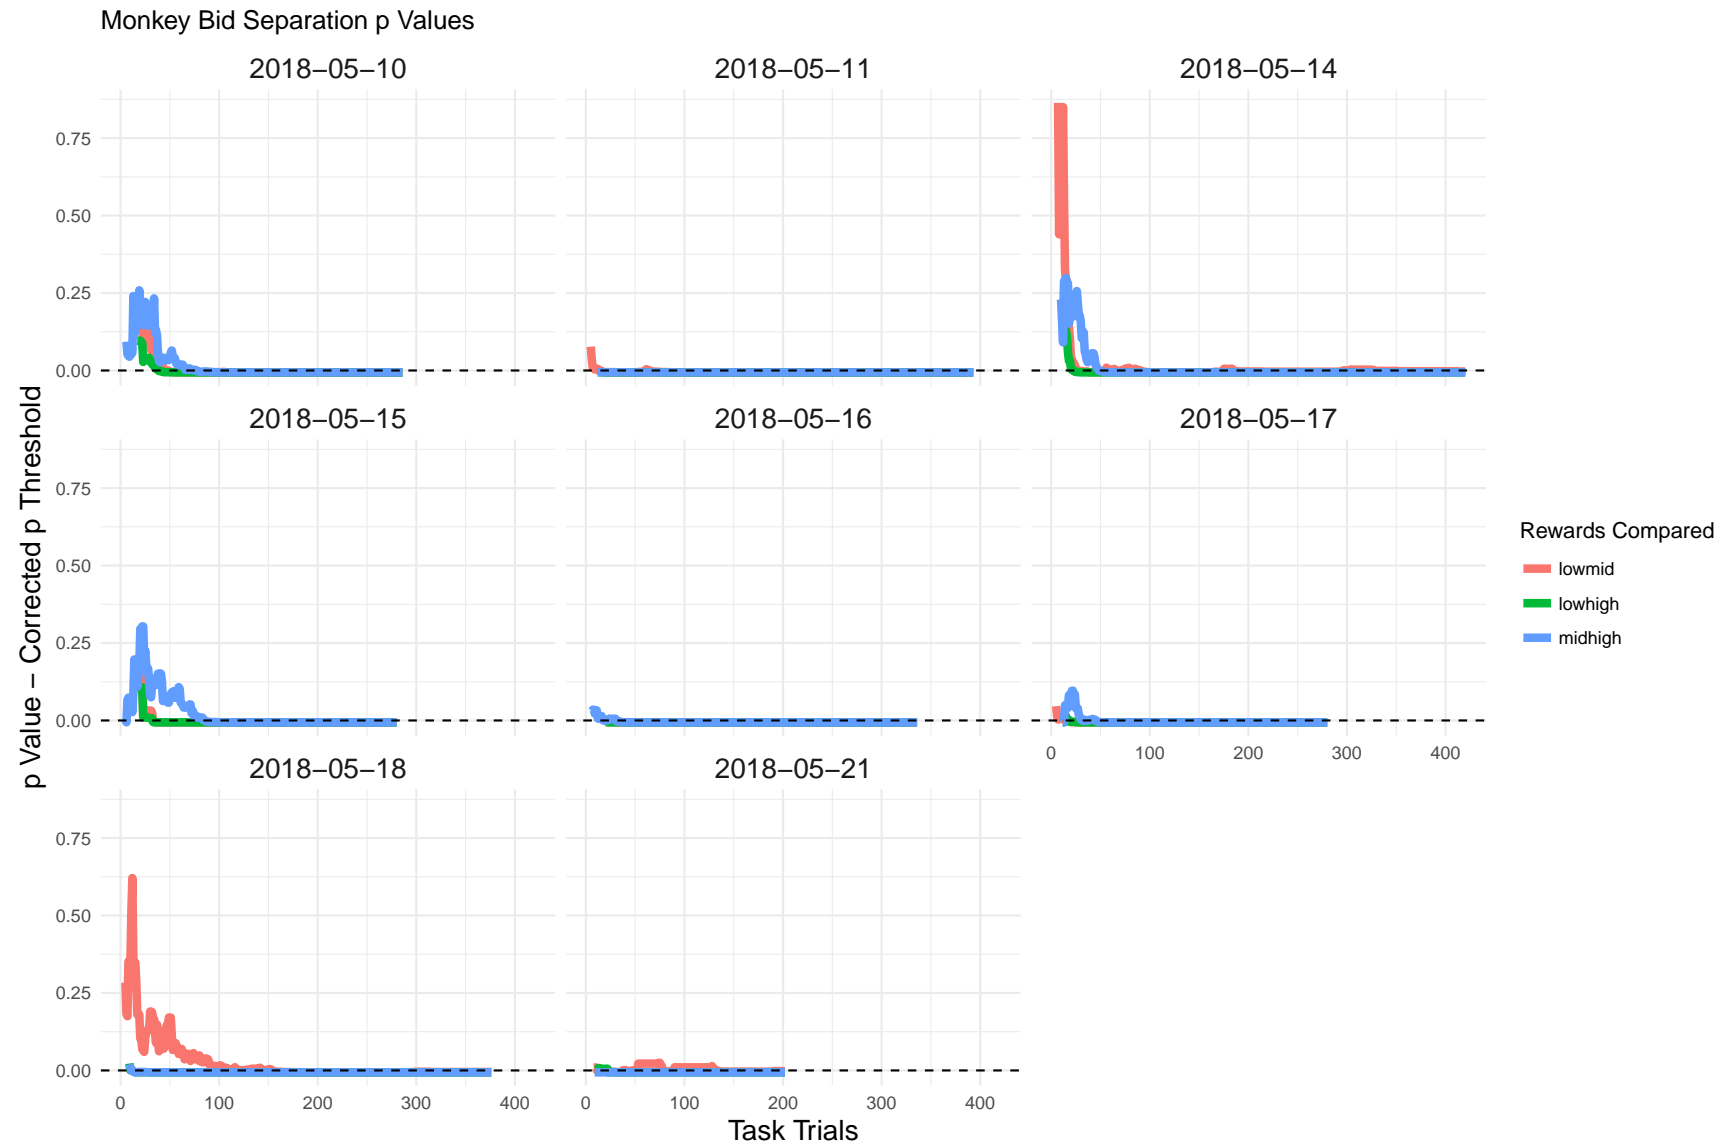 Monkey Bid Separation p Values
2018−05−10
2018−05−11
2018−05−14
0.75
0.50
0.25
0.00
2018−05−15
2018−05−16
2018−05−17
0.75
0.50
0.25
0.00
0 100 200 300 400
2018−05−18
2018−05−21
0.75
0.50
0.25
0.00
0 100 200 300 400
0 100 200 300 400
Task Trials
p Value − Corrected p Threshold
Rewards Compared
lowmid
lowhigh
midhigh